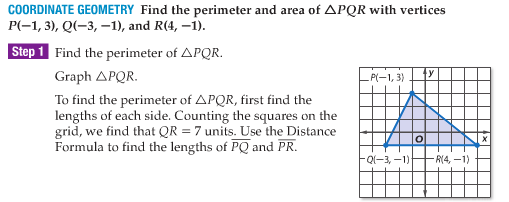 COORDINATE GEOMETRY Find the perimeter and area of △PQR with vertices
P(−1, 3), Q(−3, −1), and R(4, −1).
Step 1 Find the perimeter of △PQR.
Graph △PQR.
To find the perimeter of △PQR, first find the
lengths of each side. Counting the squares on the
grid, we find that QR = 7 units. Use the Distance
Formula to find the lengths of P̅Q̅ and P̅R̅.
P(−1, 3)
y
O
x
Q(−3, −1)
R(4, −1)